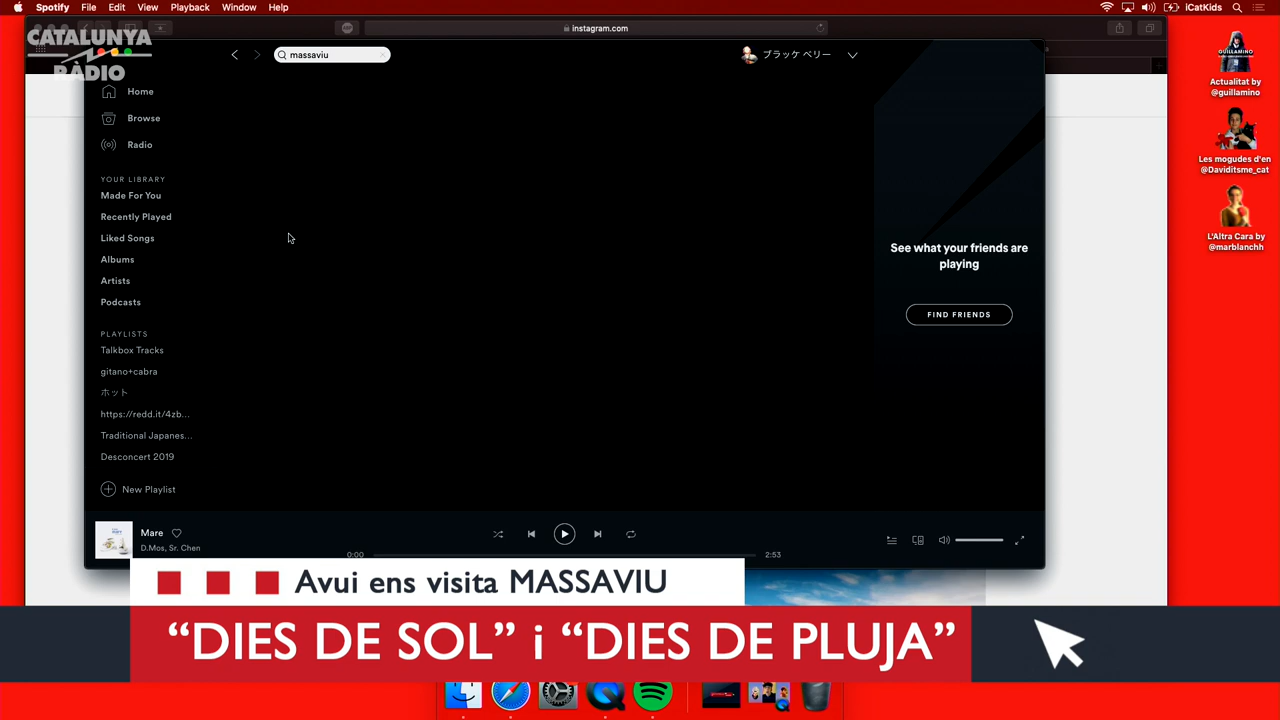 Spotify File Edit View Playback Window Help
iCatKids
CATALUNYA
RÀDIO
instagram.com
massaviu
ブラッケ ベリー
Home
Browse
Radio
YOUR LIBRARY
Made For You
Recently Played
Liked Songs
Albums
Artists
Podcasts
PLAYLISTS
Talkbox Tracks
gitano+cabra
ホット
https://redd.it/4zb...
Traditional Japanes...
Desconcert 2019
New Playlist
See what your friends are
playing
FIND FRIENDS
GUILLAMINO
Actualitat by
@guillamino
Les mogudes d'en
@Daviditsme_cat
L'Altra Cara by
@marblanchh
Mare
D.Mos, Sr. Chen
0:00
2:53
Avui ens visita MASSAVIU
“DIES DE SOL” i “DIES DE PLUJA”